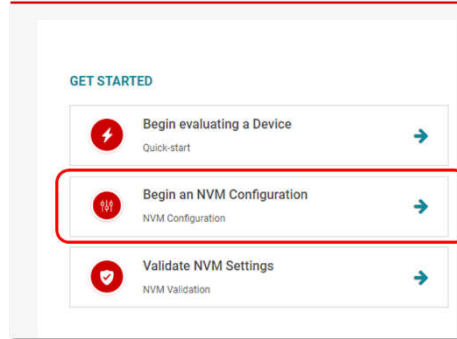 GET STARTED
Begin evaluating a Device
Quick-start
Begin an NVM Configuration
NVM Configuration
Validate NVM Settings
NVM Validation